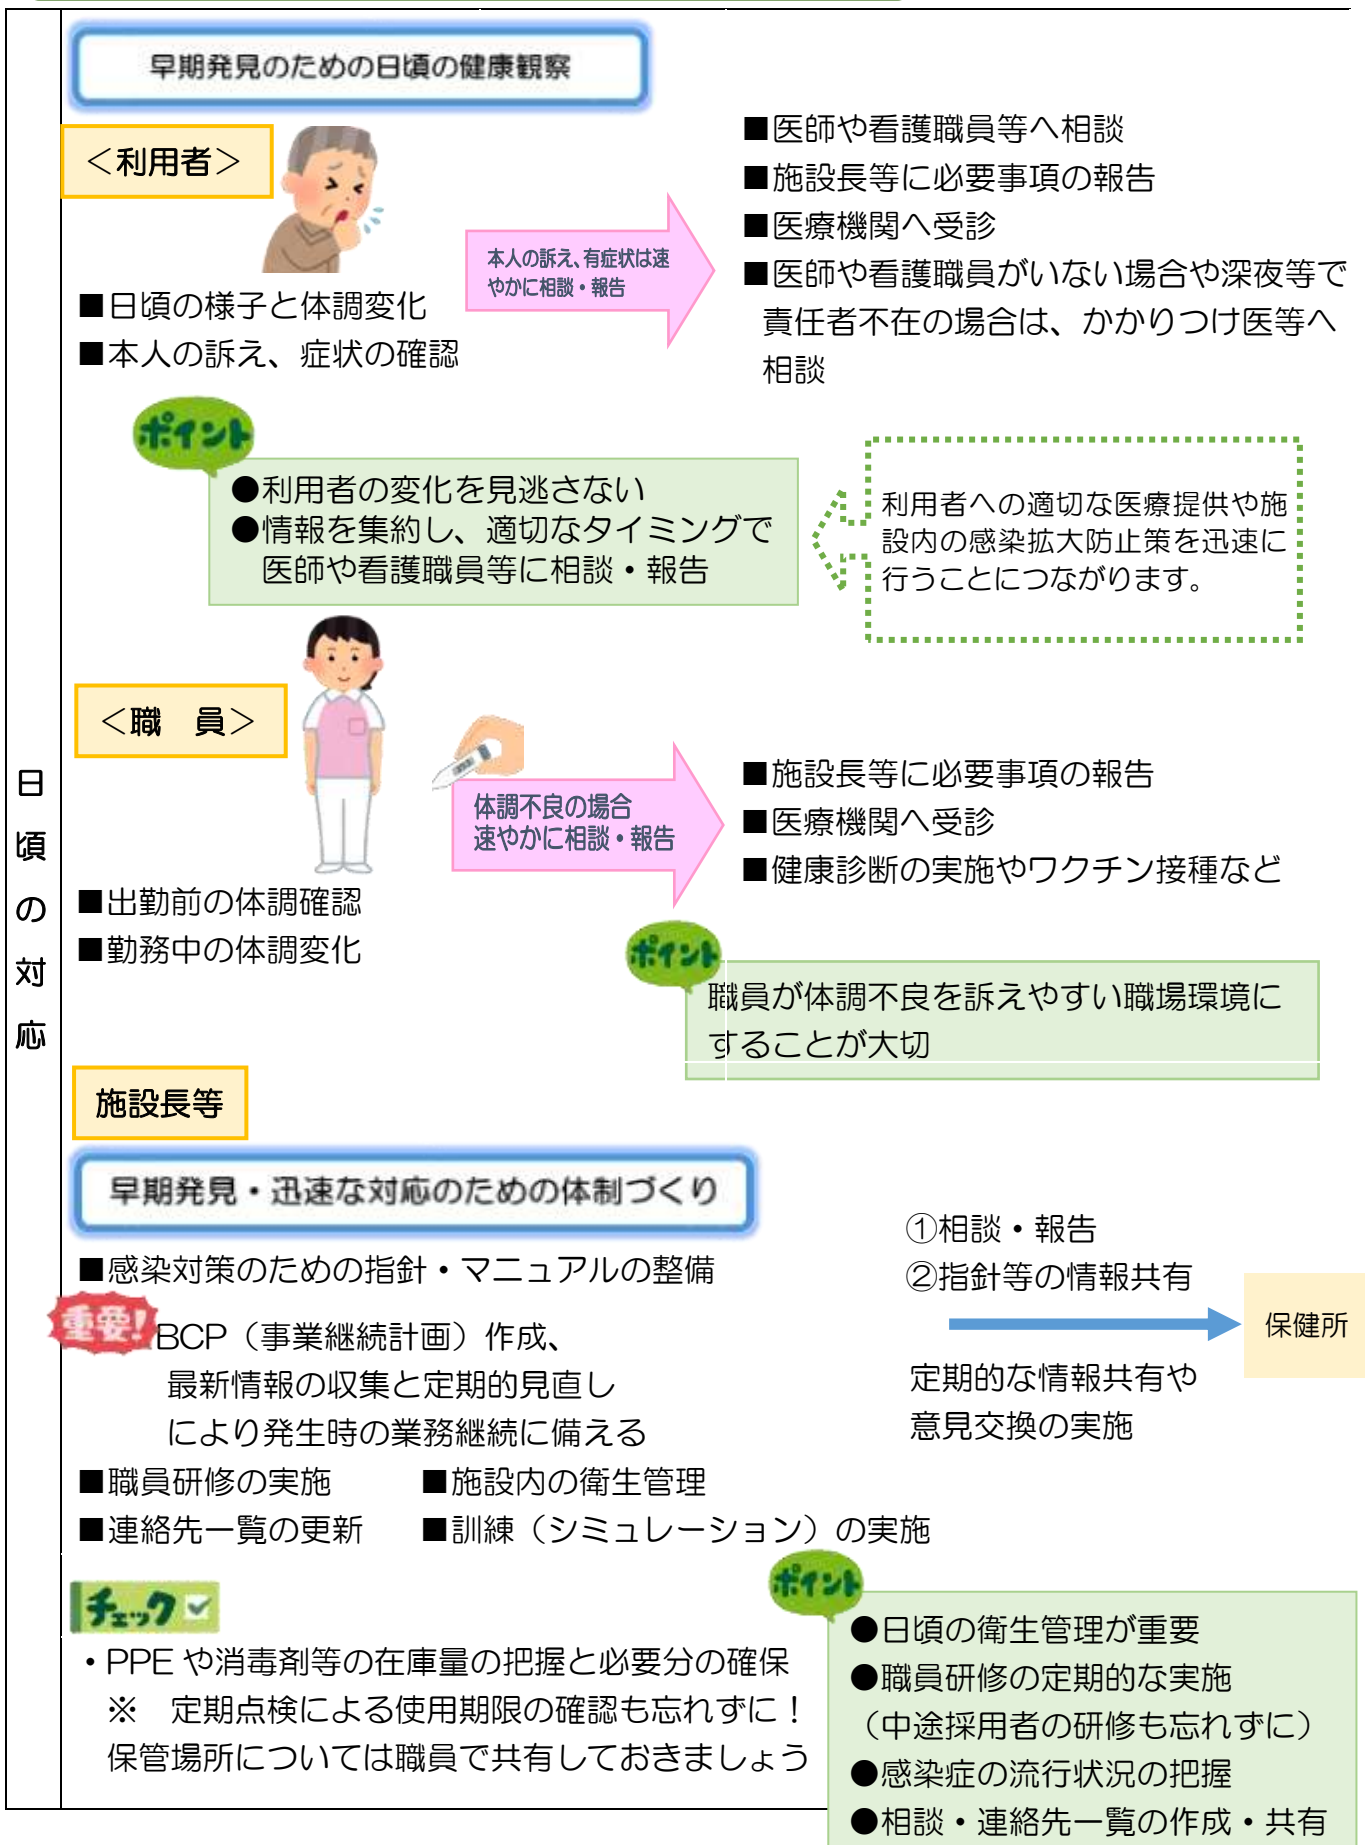 日頃の対応
早期発見のための日頃の健康観察
＜利用者＞
■日頃の様子と体調変化
■本人の訴え、症状の確認
本人の訴え、有症状は速
やかに相談・報告
■医師や看護職員等へ相談
■施設長等に必要事項の報告
■医療機関へ受診
■医師や看護職員がいない場合や深夜等で
責任者不在の場合は、かかりつけ医等へ
相談
ポイント
●利用者の変化を見逃さない
●情報を集約し、適切なタイミングで
医師や看護職員等に相談・報告
利用者への適切な医療提供や施
設内の感染拡大防止策を迅速に
行うことにつながります。
＜職　員＞
■出勤前の体調確認
■勤務中の体調変化
体調不良の場合
速やかに相談・報告
■施設長等に必要事項の報告
■医療機関へ受診
■健康診断の実施やワクチン接種など
ポイント
職員が体調不良を訴えやすい職場環境に
することが大切
施設長等
早期発見・迅速な対応のための体制づくり
■感染対策のための指針・マニュアルの整備
重要!
BCP（事業継続計画）作成、
最新情報の収集と定期的見直し
により発生時の業務継続に備える
■職員研修の実施　■施設内の衛生管理
■連絡先一覧の更新　■訓練（シミュレーション）の実施
①相談・報告
②指針等の情報共有
定期的な情報共有や
意見交換の実施
保健所
チェック
・PPE や消毒剤等の在庫量の把握と必要分の確保
※　定期点検による使用期限の確認も忘れずに！
保管場所については職員で共有しておきましょう
ポイント
●日頃の衛生管理が重要
●職員研修の定期的な実施
（中途採用者の研修も忘れずに）
●感染症の流行状況の把握
●相談・連絡先一覧の作成・共有